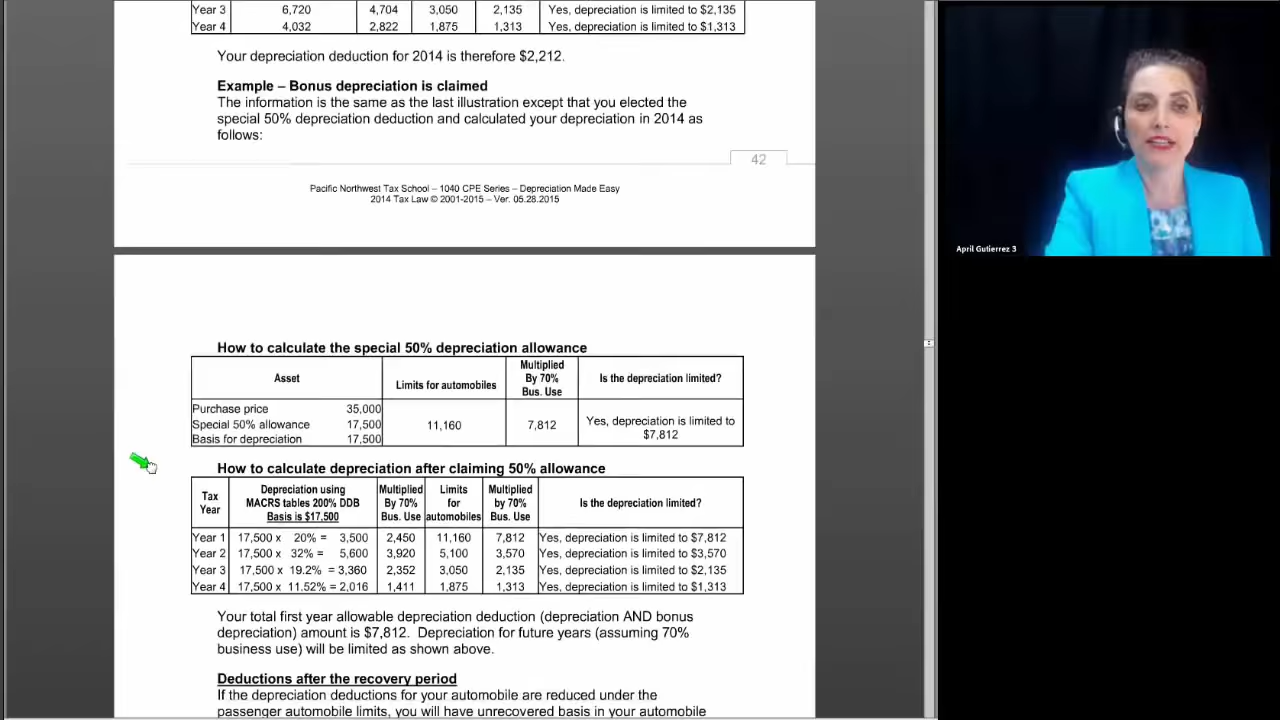 Year 3 6,720 4,704 3,050 2,135 Yes, depreciation is limited to $2,135
Year 4 4,032 2,822 1,875 1,313 Yes, depreciation is limited to $1,313
Your depreciation deduction for 2014 is therefore $2,212.
Example – Bonus depreciation is claimed
The information is the same as the last illustration except that you elected the
special 50% depreciation deduction and calculated your depreciation in 2014 as
follows:
42
Pacific Northwest Tax School – 1040 CPE Series – Depreciation Made Easy
2014 Tax Law © 2001-2015 – Ver. 05.28.2015
April Gutierrez 3
How to calculate the special 50% depreciation allowance
Asset Limits for automobiles Multiplied By 70% Bus. Use Is the depreciation limited?
Purchase price 35,000
Special 50% allowance 17,500 11,160 7,812 Yes, depreciation is limited to $7,812
Basis for depreciation 17,500
How to calculate depreciation after claiming 50% allowance
Tax Year Depreciation using MACRS tables 200% DDB Basis is $17,500 Multiplied By 70% Bus. Use Limits for automobiles Multiplied by 70% Bus. Use Is the depreciation limited?
Year 1 17,500 x 20% = 3,500 2,450 11,160 7,812 Yes, depreciation is limited to $7,812
Year 2 17,500 x 32% = 5,600 3,920 5,100 3,570 Yes, depreciation is limited to $3,570
Year 3 17,500 x 19.2% = 3,360 2,352 3,050 2,135 Yes, depreciation is limited to $2,135
Year 4 17,500 x 11.52% = 2,016 1,411 1,875 1,313 Yes, depreciation is limited to $1,313
Your total first year allowable depreciation deduction (depreciation AND bonus
depreciation) amount is $7,812. Depreciation for future years (assuming 70%
business use) will be limited as shown above.
Deductions after the recovery period
If the depreciation deductions for your automobile are reduced under the
passenger automobile limits, you will have unrecovered basis in your automobile